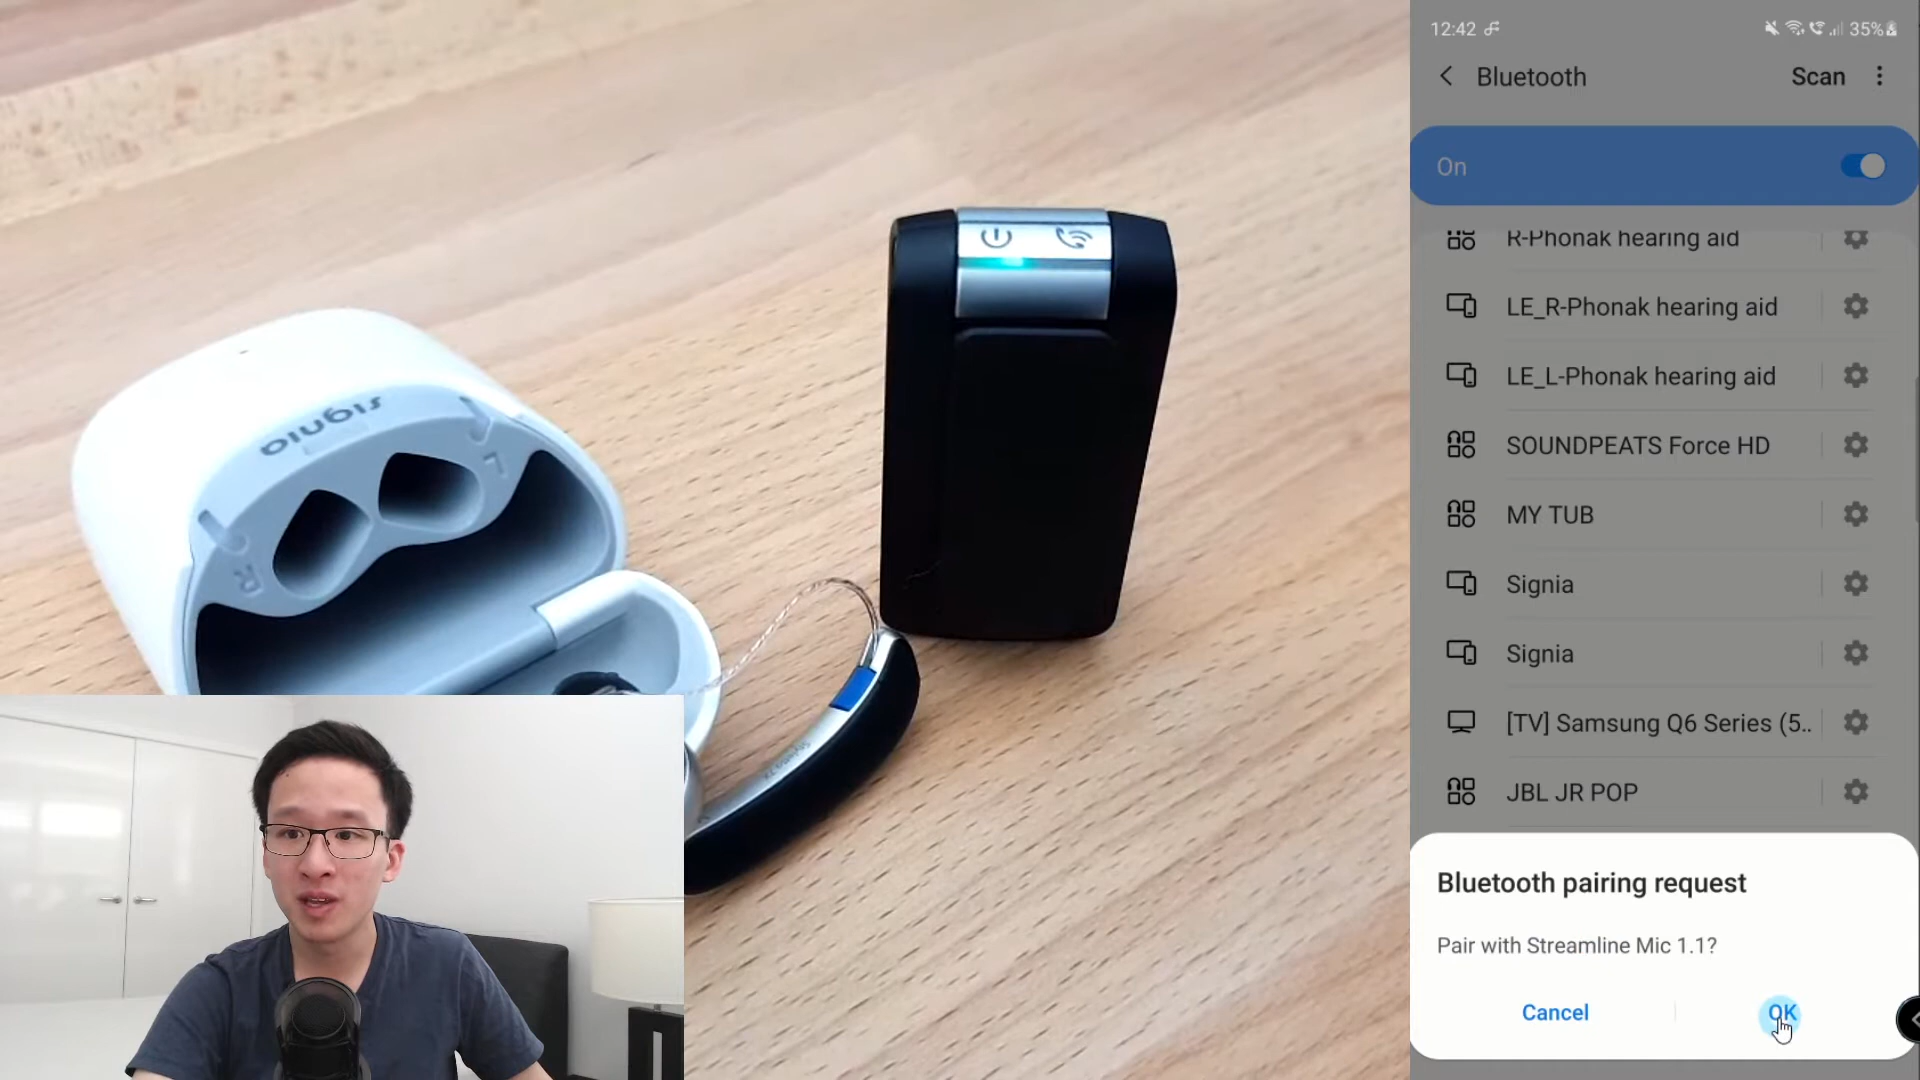 12:42
35%
Bluetooth
Scan
On
R-Phonak hearing aid
LE_R-Phonak hearing aid
LE_L-Phonak hearing aid
SOUNDPEATS Force HD
MY TUB
Signia
Signia
[TV] Samsung Q6 Series (5..
JBL JR POP
Bluetooth pairing request
Pair with Streamline Mic 1.1?
Cancel
OK
signia
L
R